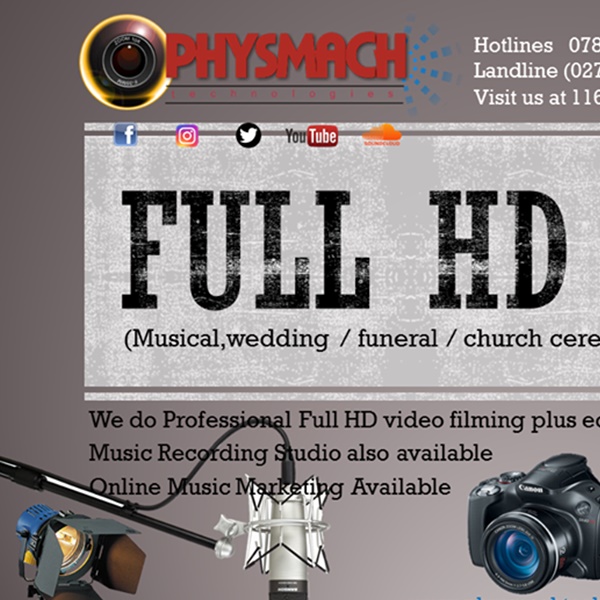 PHYSMACH
technologies
Hotlines 078
Landline (027
Visit us at 116
YouTube
SOUNDCLOUD
FULL HD
(Musical,wedding / funeral / church cere
We do Professional Full HD video filming plus ed
Music Recording Studio also available
Online Music Marketing Available
Canon